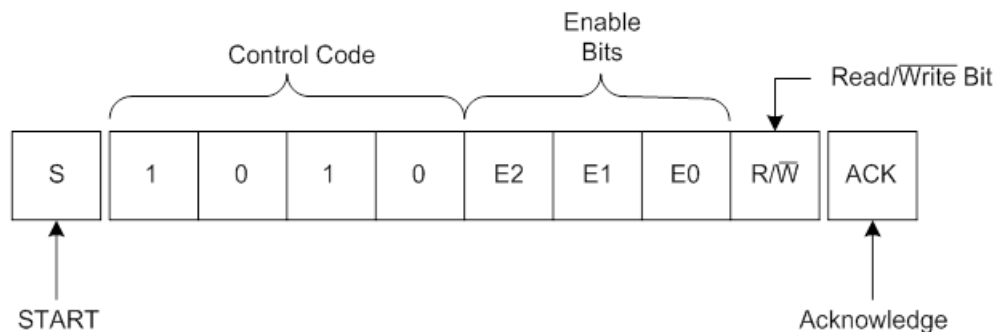 Control Code
Enable
Bits
Read/Write Bit
S 1 0 1 0 E2 E1 E0 R/W ACK
START
Acknowledge